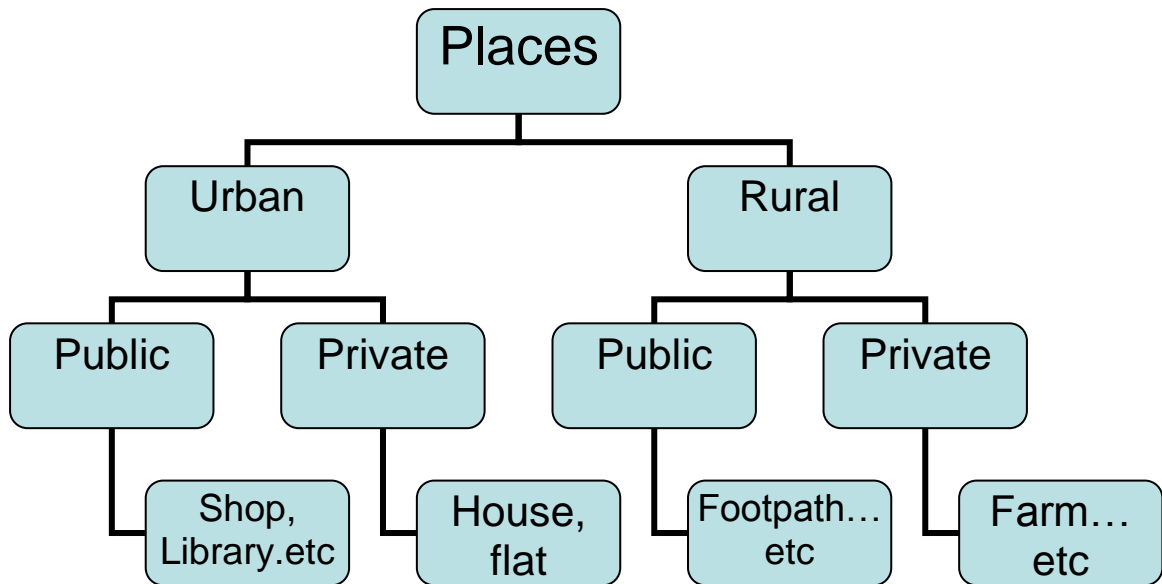 Places
Urban
Rural
Public
Private
Public
Private
Shop,
Library.etc
House,
flat
Footpath…
etc
Farm…
etc